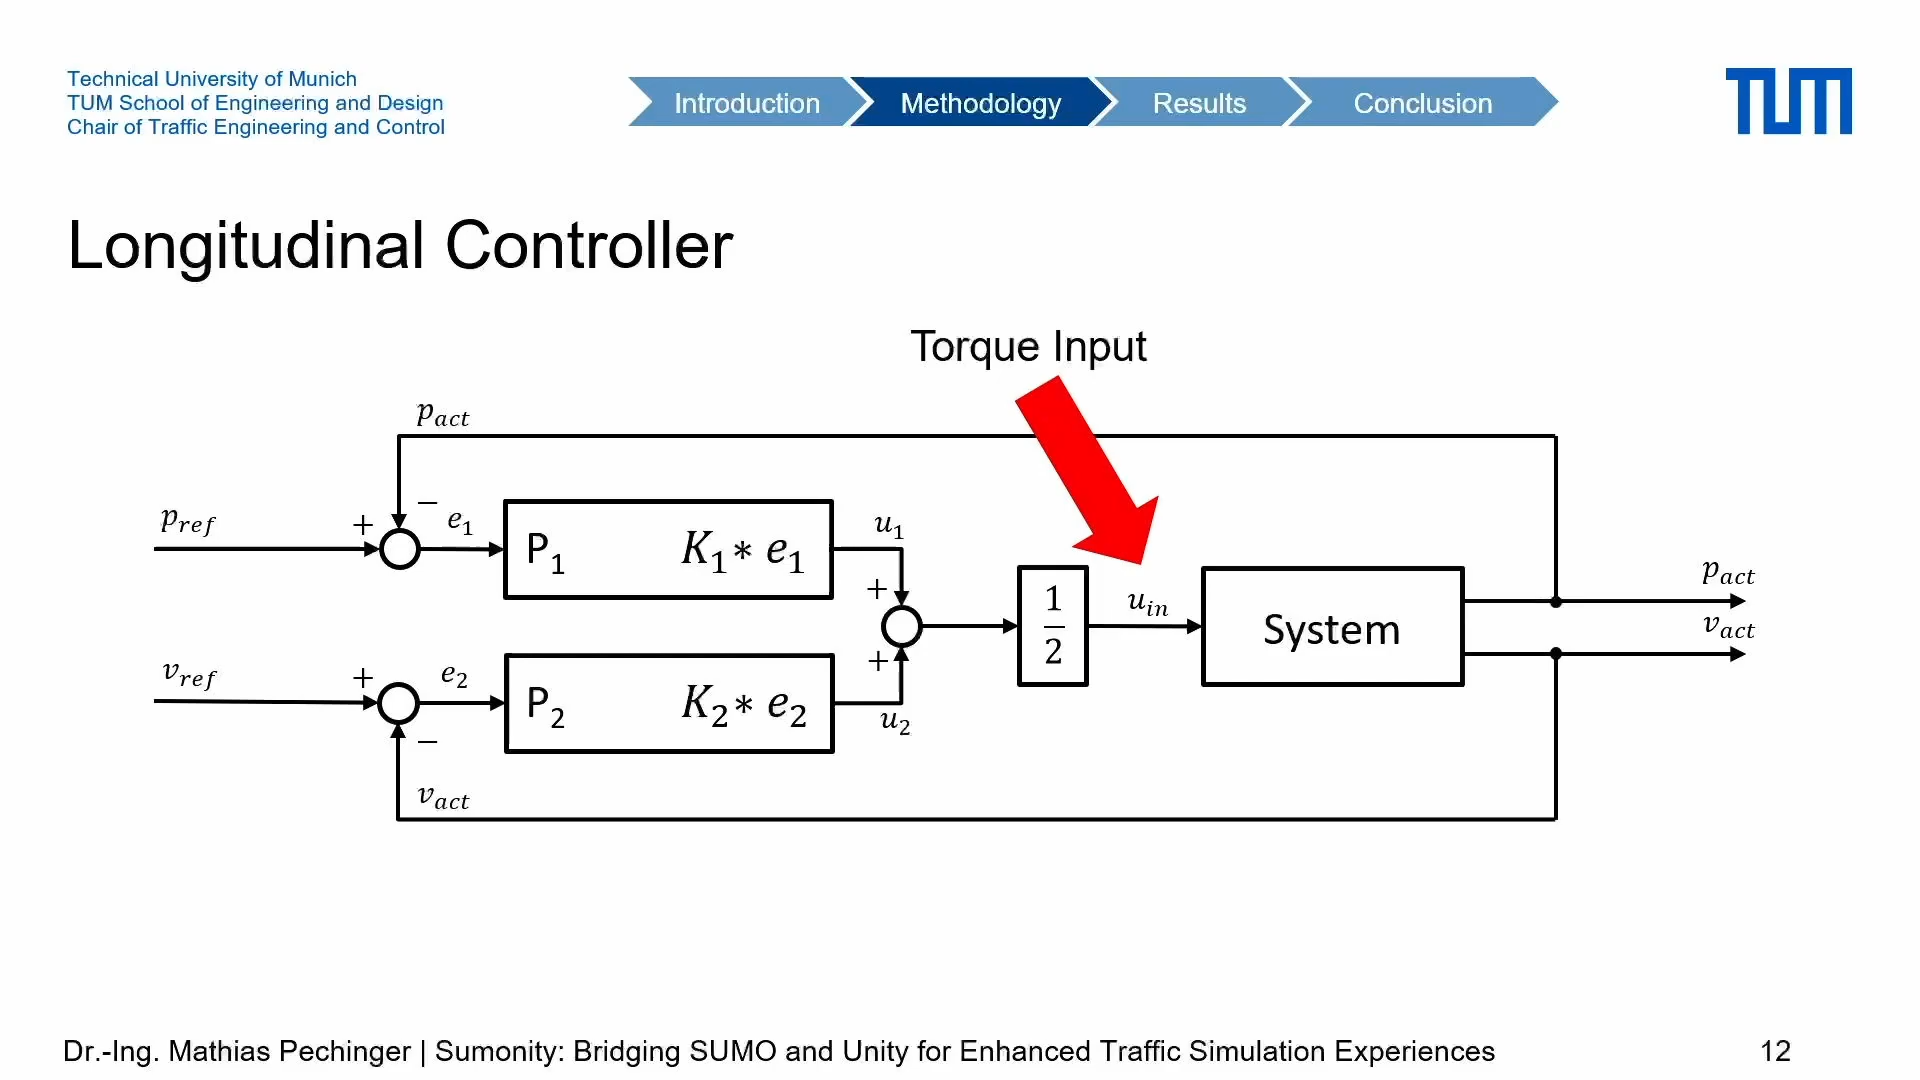 Technical University of Munich
TUM School of Engineering and Design
Chair of Traffic Engineering and Control
Introduction
Methodology
Results
Conclusion
TUM
Longitudinal Controller
Torque Input
p_act
p_ref
+
−
e_1
P_1 K_1 * e_1
u_1
+
1/2
u_in
System
p_act
v_act
v_ref
+
−
e_2
P_2 K_2 * e_2
u_2
+
v_act
Dr.-Ing. Mathias Pechinger | Sumonity: Bridging SUMO and Unity for Enhanced Traffic Simulation Experiences
12